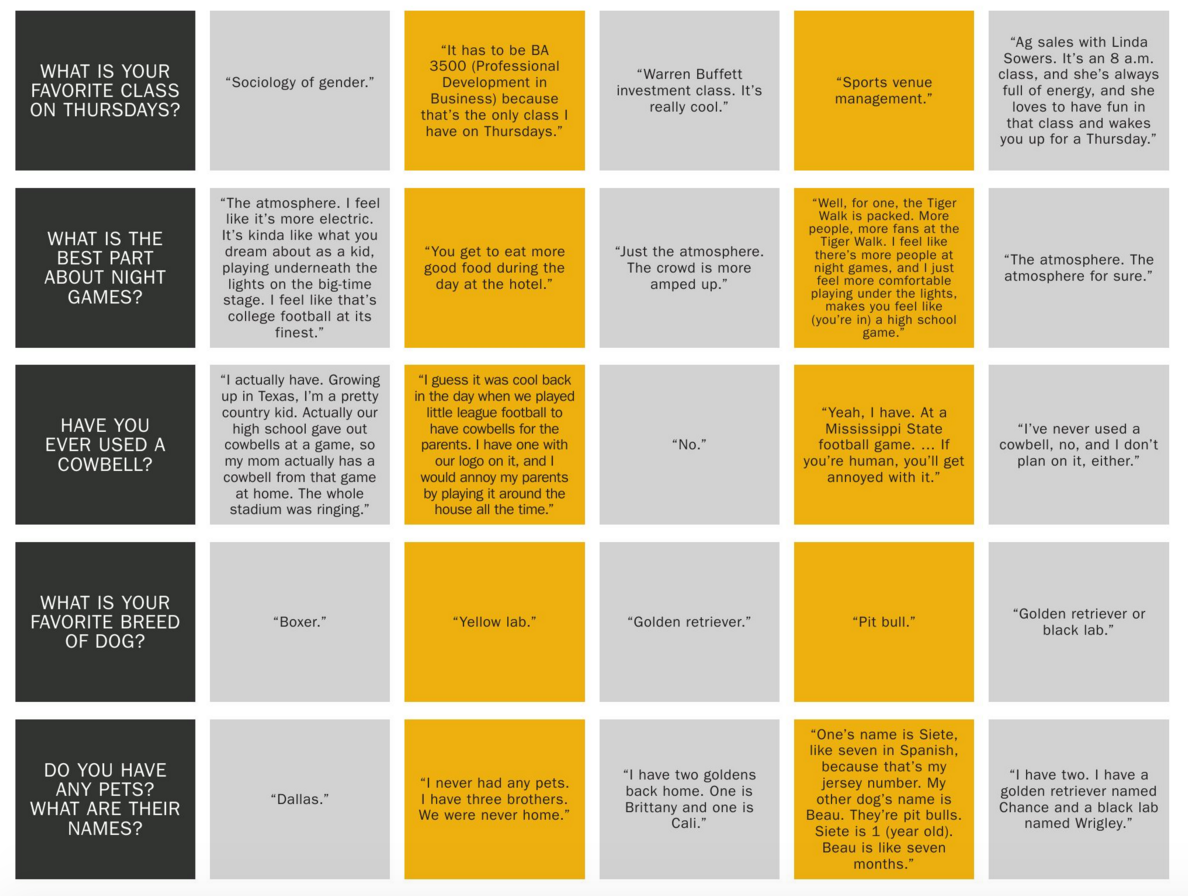 WHAT IS YOUR
FAVORITE CLASS
ON THURSDAYS?
“Sociology of gender.”
“It has to be BA
3500 (Professional
Development in
Business) because
that’s the only class I
have on Thursdays.”
“Warren Buffett
investment class. It’s
really cool.”
“Sports venue
management.”
“Ag sales with Linda
Sowers. It’s an 8 a.m.
class, and she’s always
full of energy, and she
loves to have fun in
that class and wakes
you up for a Thursday.”
WHAT IS THE
BEST PART
ABOUT NIGHT
GAMES?
“The atmosphere. I feel
like it’s more electric.
It’s kinda like what you
dream about as a kid,
playing underneath the
lights on the big-time
stage. I feel like that’s
college football at its
finest.”
“You get to eat more
good food during the
day at the hotel.”
“Just the atmosphere.
The crowd is more
amped up.”
“Well, for one, the Tiger
Walk is packed. More
people, more fans at the
Tiger Walk. I feel like
there’s more people at
night games, and I just
feel more comfortable
playing under the lights,
makes you feel like
(you’re in) a high school
game.”
“The atmosphere. The
atmosphere for sure.”
HAVE YOU
EVER USED A
COWBELL?
“I actually have. Growing
up in Texas, I’m a pretty
country kid. Actually our
high school gave out
cowbells at a game, so
my mom actually has a
cowbell from that game
at home. The whole
stadium was ringing.”
“I guess it was cool back
in the day when we played
little league football to
have cowbells for the
parents. I have one with
our logo on it, and I
would annoy my parents
by playing it around the
house all the time.”
“No.”
“Yeah, I have. At a
Mississippi State
football game. ... If
you’re human, you’ll get
annoyed with it.”
“I’ve never used a
cowbell, no, and I don’t
plan on it, either.”
WHAT IS YOUR
FAVORITE BREED
OF DOG?
“Boxer.”
“Yellow lab.”
“Golden retriever.”
“Pit bull.”
“Golden retriever or
black lab.”
DO YOU HAVE
ANY PETS?
WHAT ARE THEIR
NAMES?
“Dallas.”
“I never had any pets.
I have three brothers.
We were never home.”
“I have two goldens
back home. One is
Brittany and one is
Cali.”
“One’s name is Siete,
like seven in Spanish,
because that’s my
jersey number. My
other dog’s name is
Beau. They’re pit bulls.
Siete is 1 (year old).
Beau is like seven
months.”
“I have two. I have a
golden retriever named
Chance and a black lab
named Wrigley.”